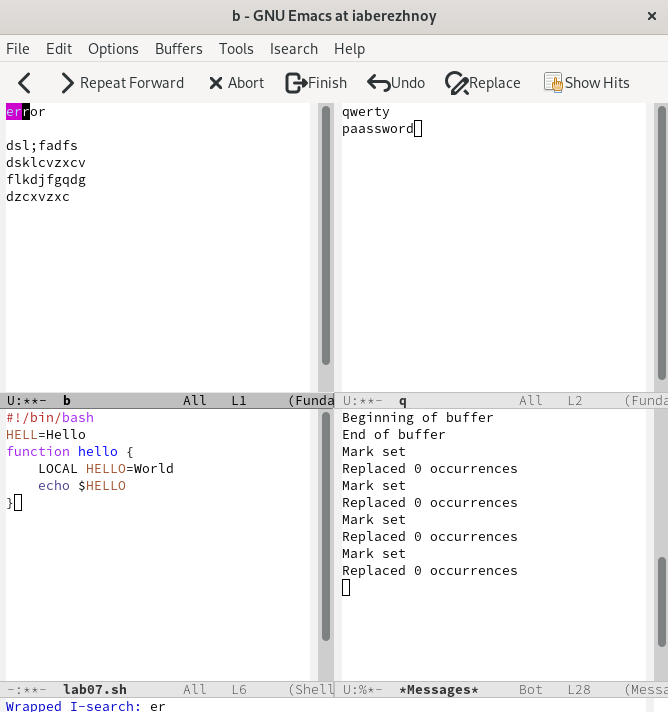 b - GNU Emacs at iaberezhnoy ×
File Edit Options Buffers Tools Isearch Help
Repeat Forward Abort Finish Undo Replace Show Hits
error
dsl;fadfs
dsklcvzxcv
flkdjfgqdg
dzcxvzxc
U:**- b All L1 (Funda
qwerty
paassword
U:**- q All L2 (Funda
#!/bin/bash
HELL=Hello
function hello {
    LOCAL HELLO=World
    echo $HELLO
}
-:**- lab07.sh All L6 (Shell
Beginning of buffer
End of buffer
Mark set
Replaced 0 occurrences
Mark set
Replaced 0 occurrences
Mark set
Replaced 0 occurrences
Mark set
Replaced 0 occurrences
U:%*- *Messages* Bot L28 (Messa
Wrapped I-search: er